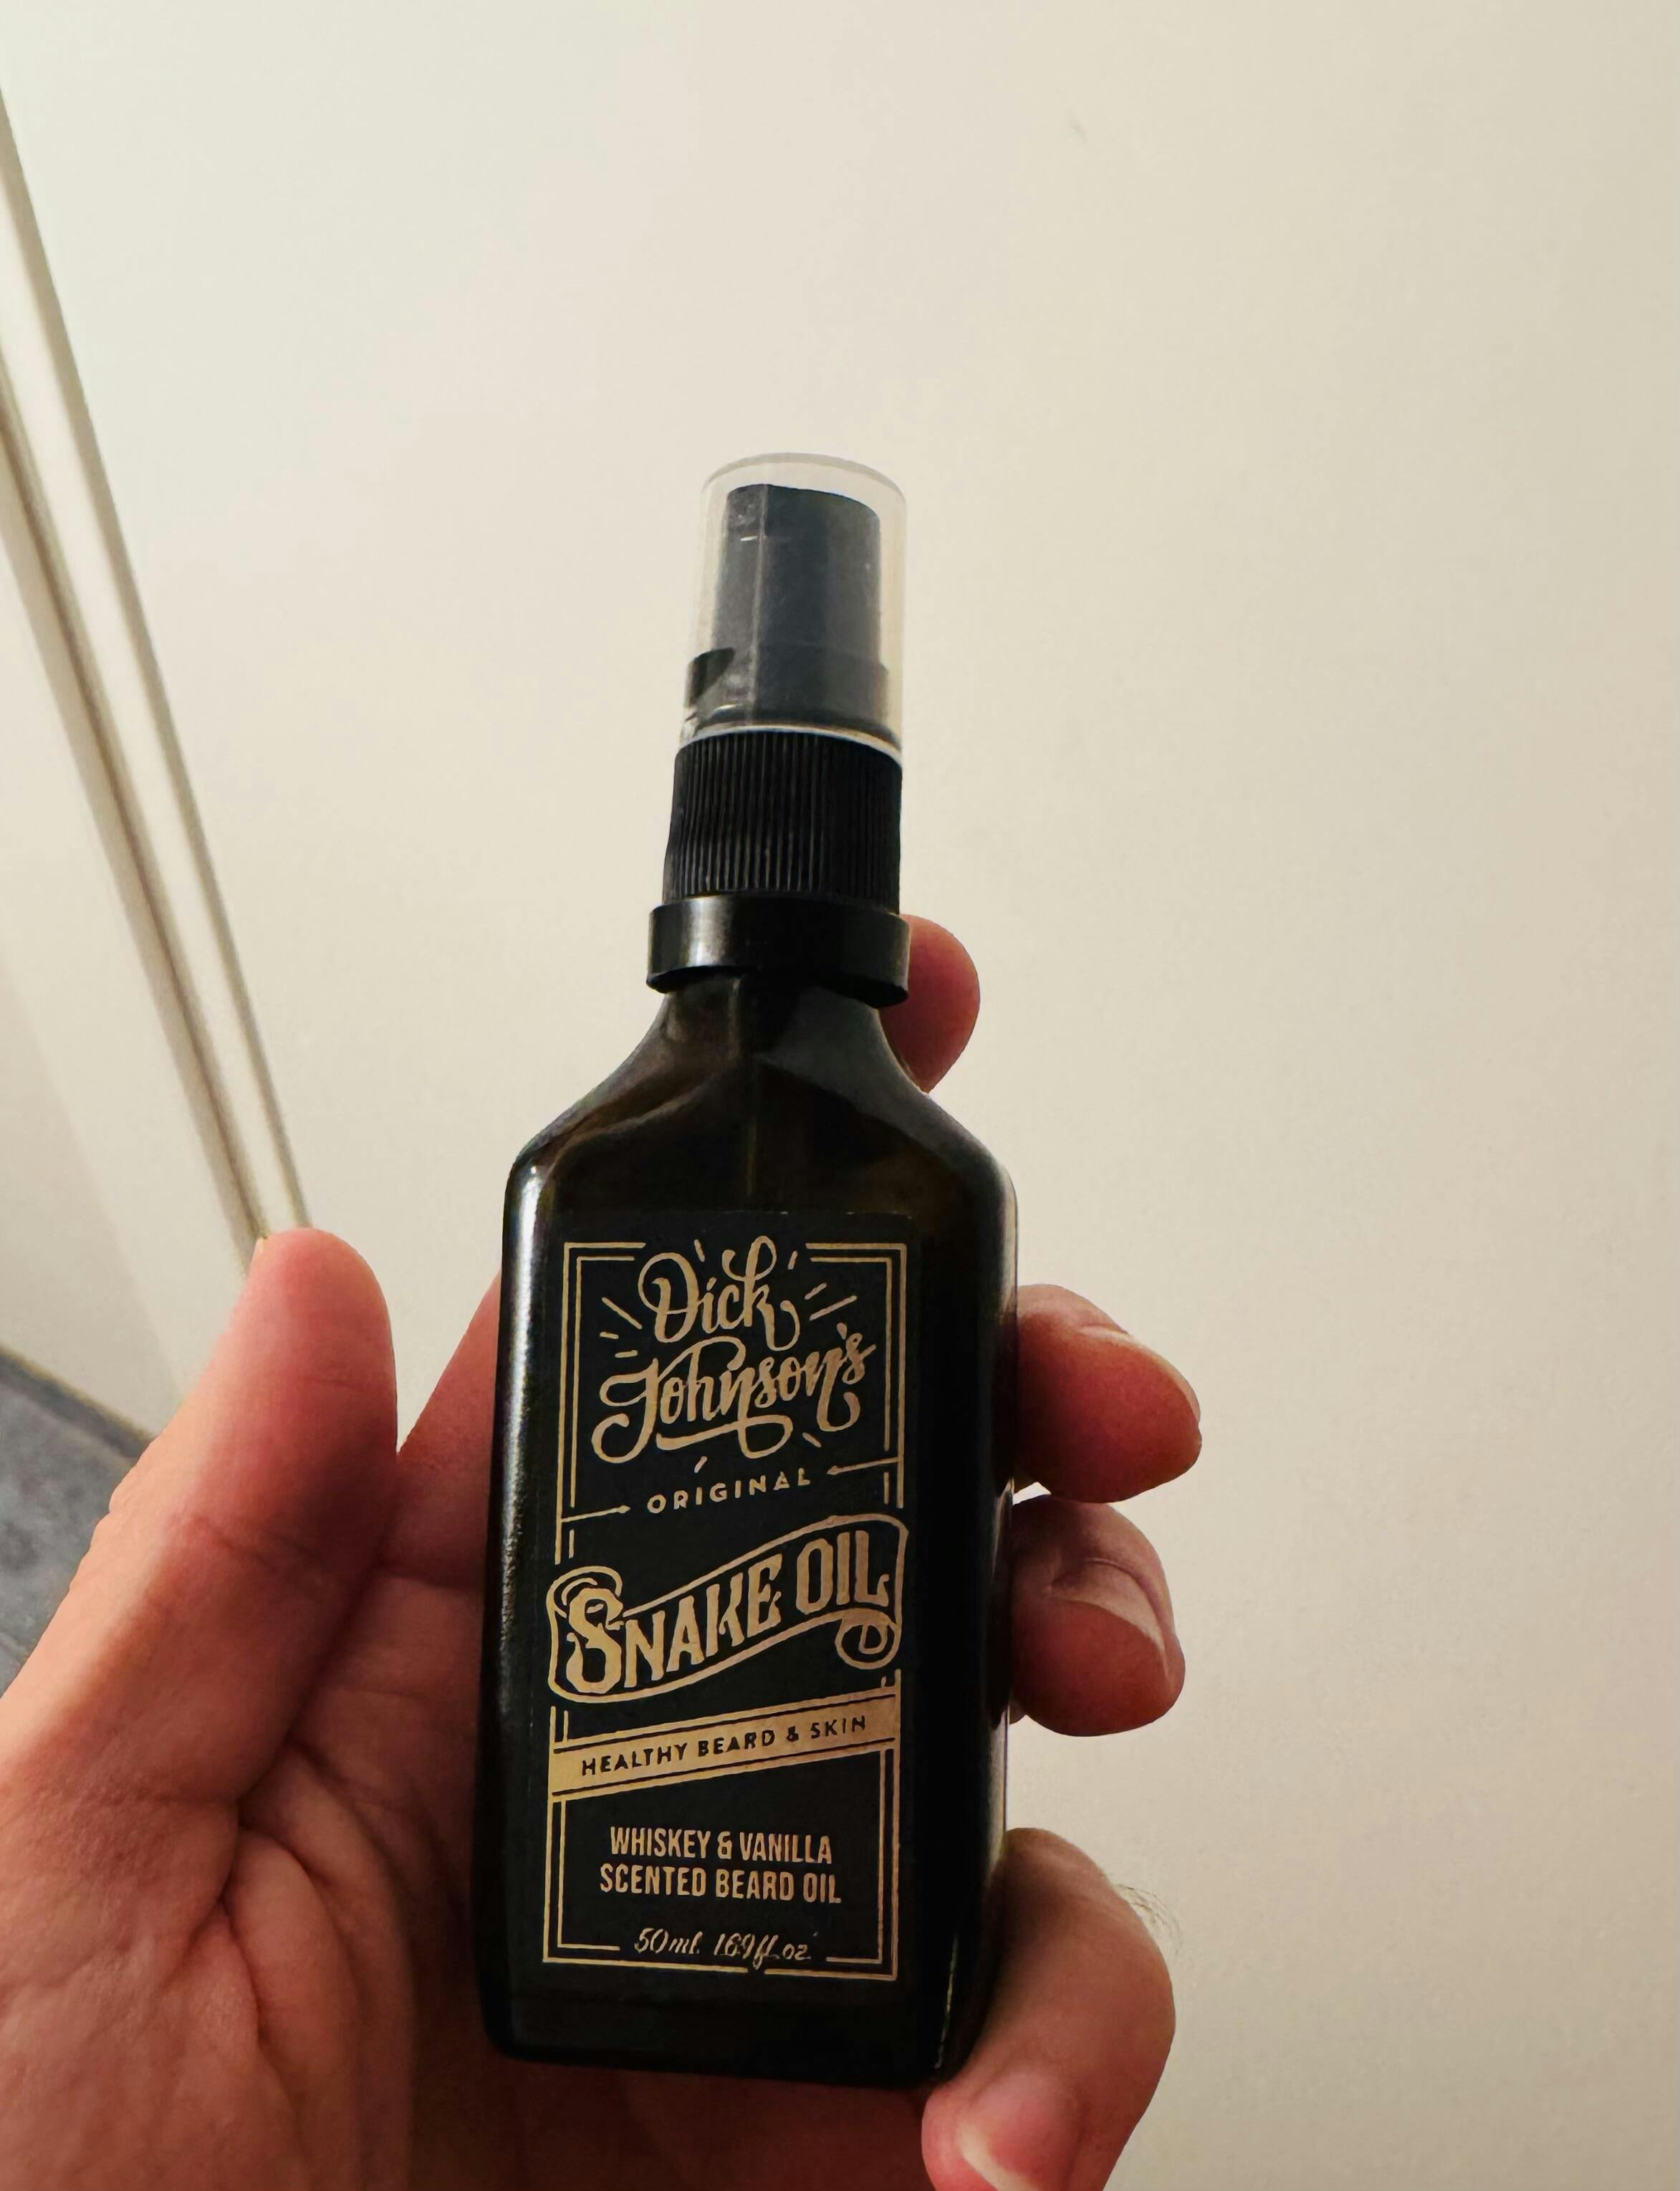 Dick
Johnson's
ORIGINAL
SNAKE OIL
HEALTHY BEARD & SKIN
WHISKEY & VANILLA
SCENTED BEARD OIL
50ml 1.69fl oz